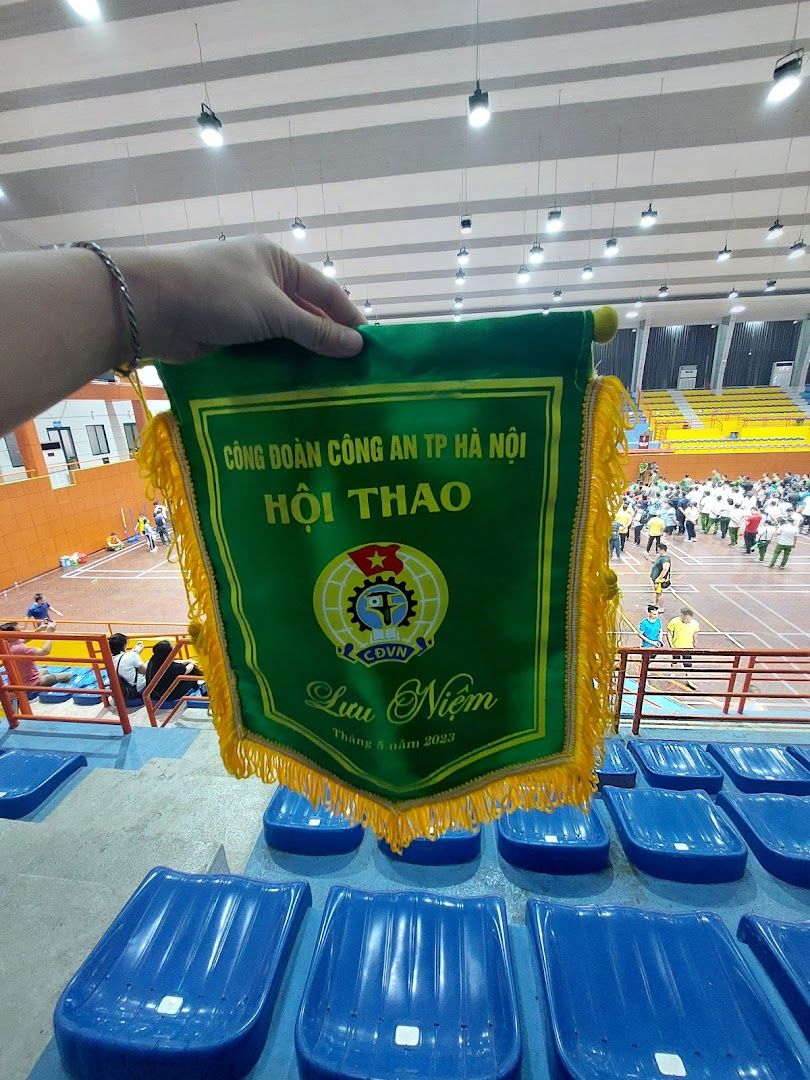 CÔNG ĐOÀN CÔNG AN TP HÀ NỘI
HỘI THAO
CĐVN
Lưu Niệm
Tháng 5 năm 2023